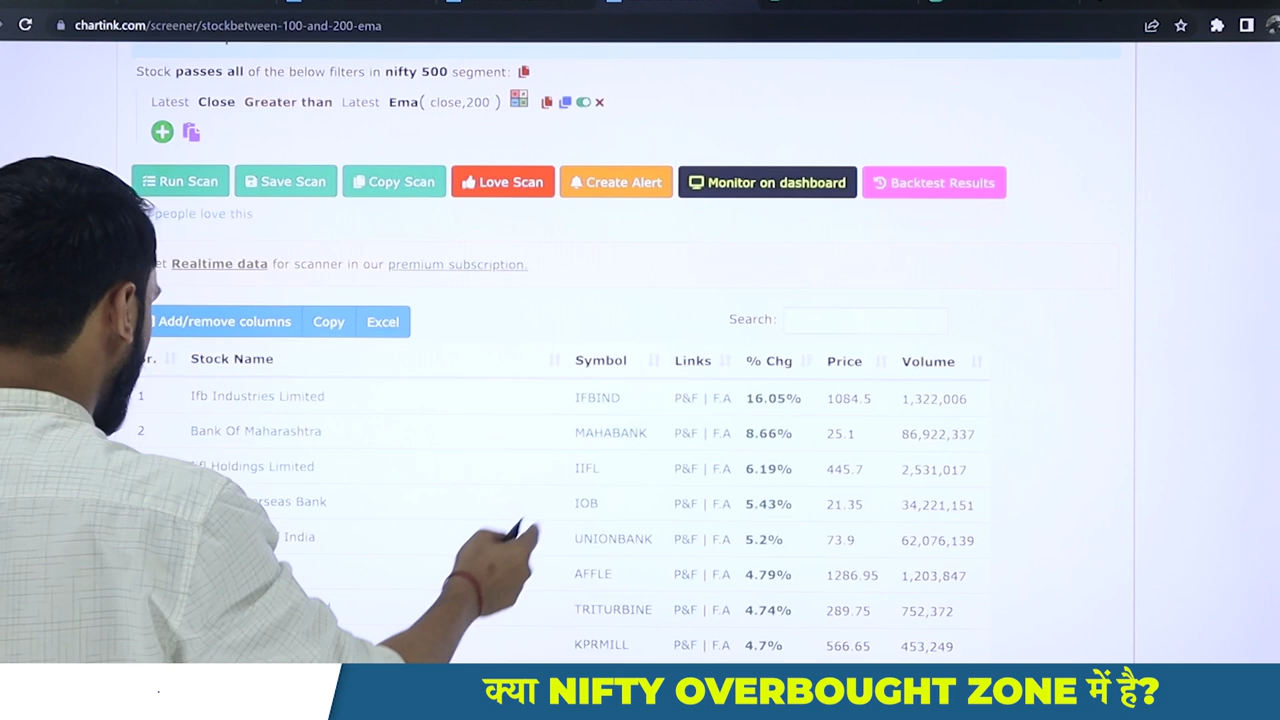 chartink.com/screener/stockbetween-100-and-200-ema
Stock passes all of the below filters in nifty 500 segment:
Latest Close Greater than Latest Ema( close,200 )
Run Scan Save Scan Copy Scan Love Scan Create Alert Monitor on dashboard Backtest Results
people love this
Realtime data for scanner in our premium subscription.
Add/remove columns Copy Excel Search:
Stock Name Symbol Links % Chg Price Volume
1 Ifb Industries Limited IFBIND P&F | F.A 16.05% 1084.5 1,322,006
2 Bank Of Maharashtra MAHABANK P&F | F.A 8.66% 25.1 86,922,337
Holdings Limited IIFL P&F | F.A 6.19% 445.7 2,531,017
Bank IOB P&F | F.A 5.43% 21.35 34,221,151
India UNIONBANK P&F | F.A 5.2% 73.9 62,076,139
AFFLE P&F | F.A 4.79% 1286.95 1,203,847
TRITURBINE P&F | F.A 4.74% 289.75 752,372
KPRMILL P&F | F.A 4.7% 566.65 453,249
क्या NIFTY OVERBOUGHT ZONE में है?